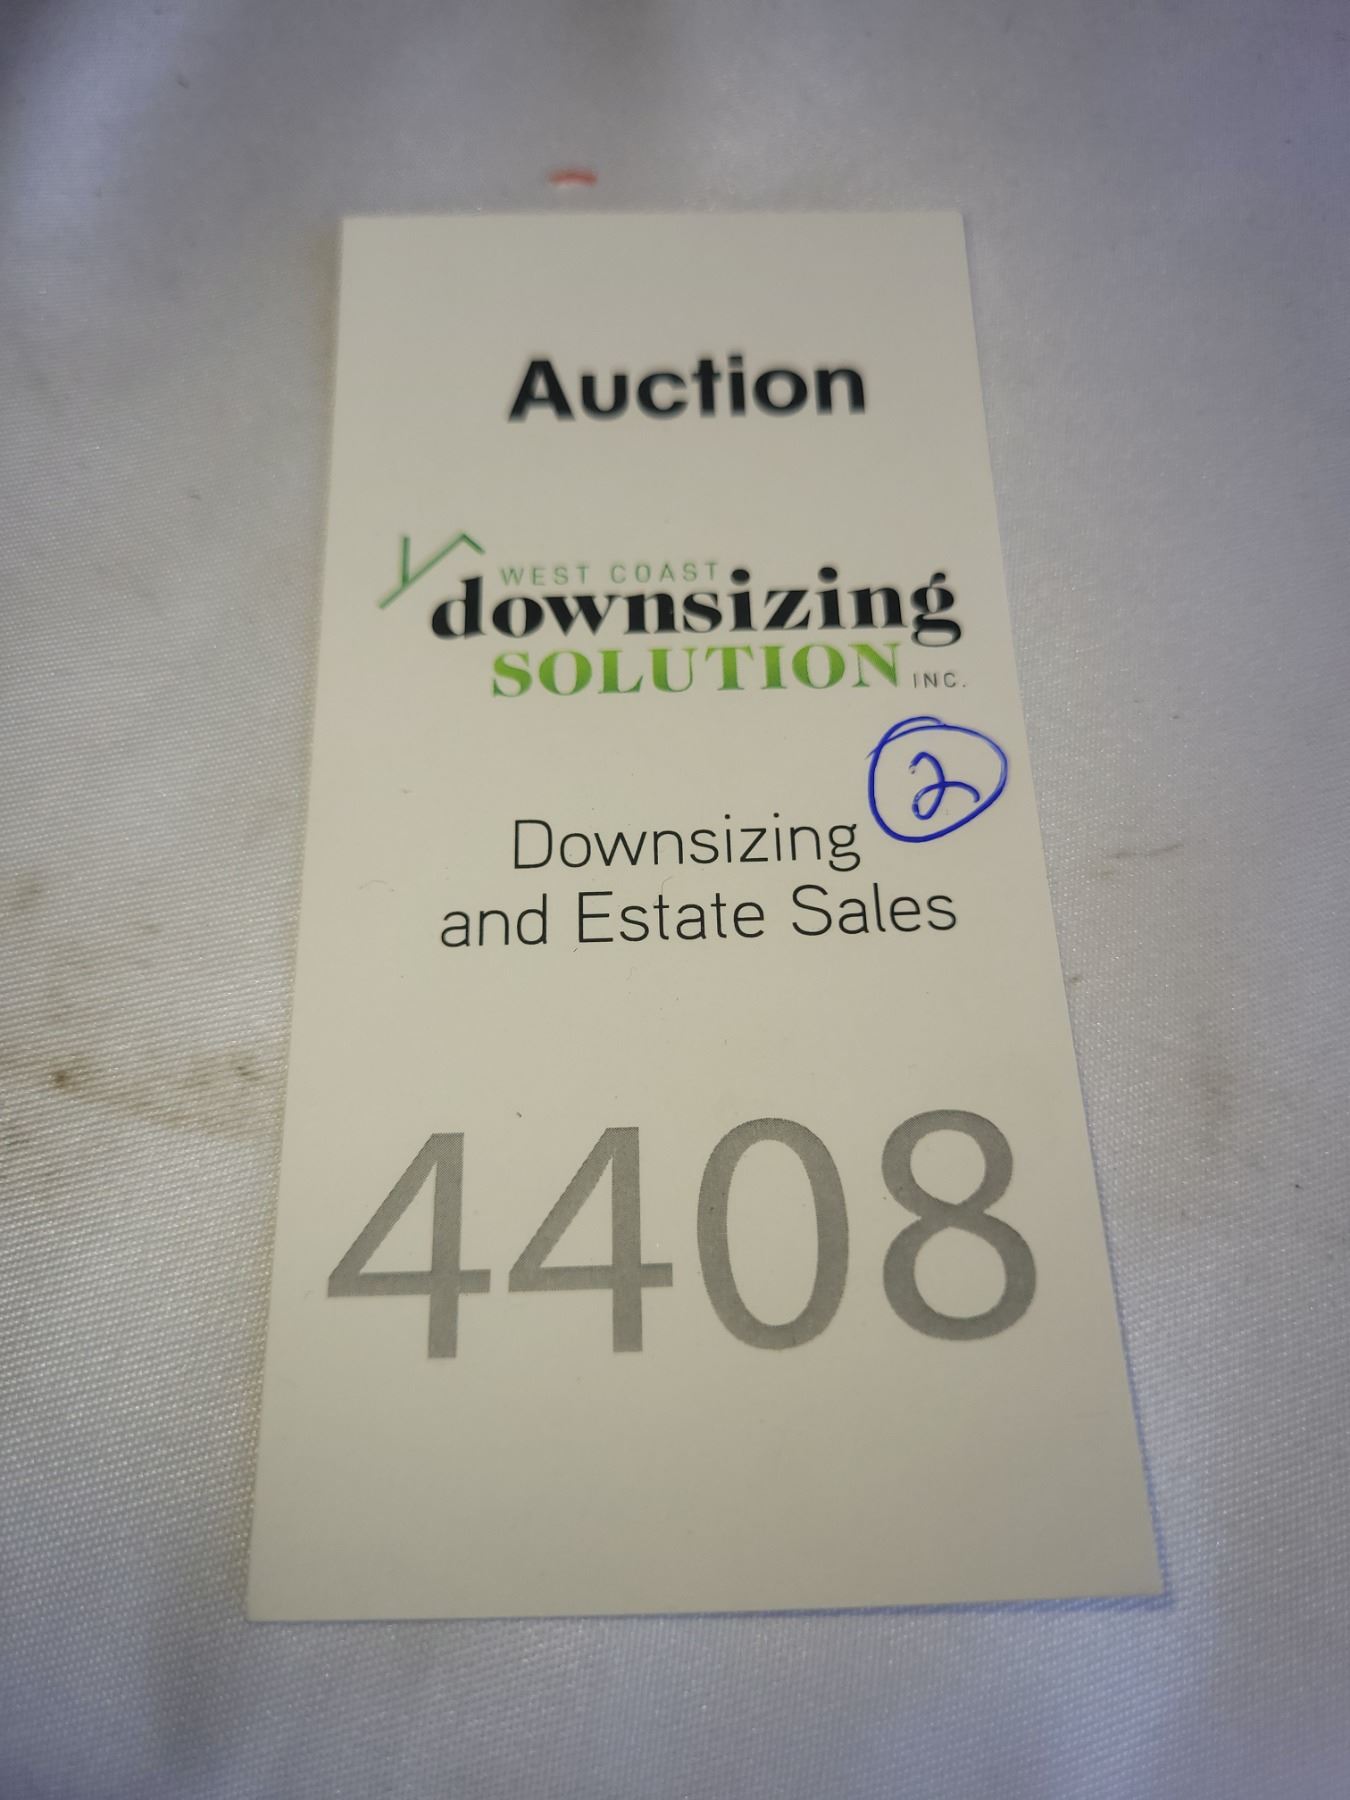 Auction
WEST COAST
downsizing
SOLUTION INC.
2
Downsizing
and Estate Sales
4408